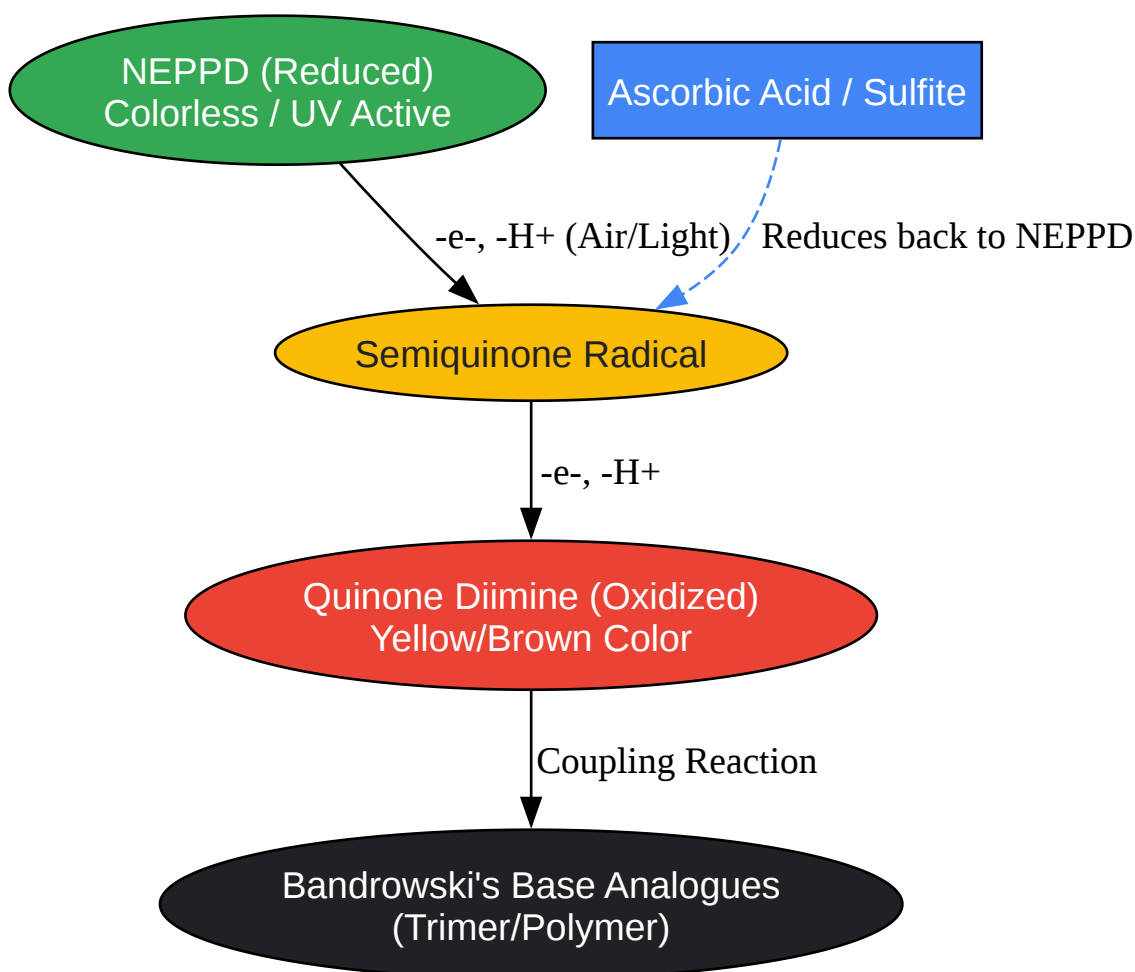 NEPPD (Reduced)
Colorless / UV Active
Ascorbic Acid / Sulfite
-e-, -H+ (Air/Light)
Reduces back to NEPPD
Semiquinone Radical
-e-, -H+
Quinone Diimine (Oxidized)
Yellow/Brown Color
Coupling Reaction
Bandrowski's Base Analogues
(Trimer/Polymer)